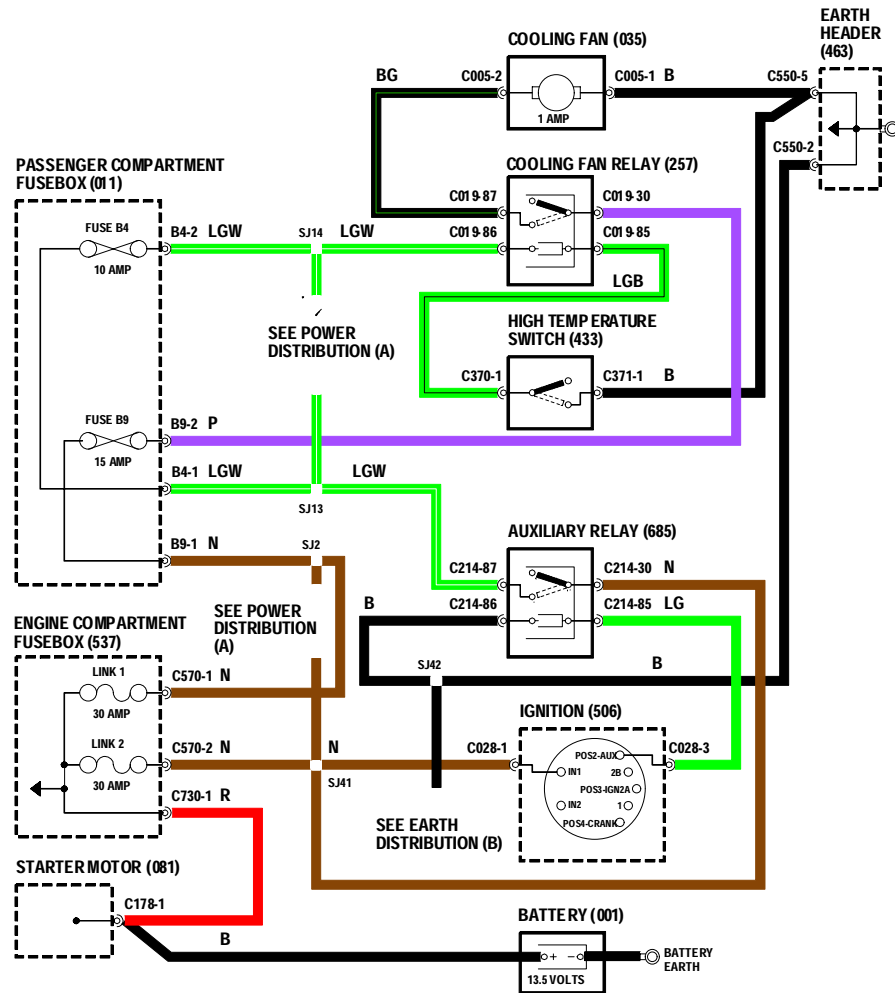 COOLING FAN (035)
EARTH
HEADER
(463)
BG
C005-2
C005-1 B
C550-5
1 AMP
C550-2
PASSENGER COMPARTMENT
FUSEBOX (011)
COOLING FAN RELAY (257)
C019-87
C019-30
FUSE B4
B4-2 LGW
SJ14
LGW
C019-86
C019-85
10 AMP
LGB
SEE POWER
DISTRIBUTION (A)
HIGH TEMPERATURE
SWITCH (433)
C370-1
C371-1
B
FUSE B9
B9-2 P
15 AMP
B4-1 LGW
LGW
SJ13
B9-1 N
SJ2
AUXILIARY RELAY (685)
C214-87
C214-30 N
B
C214-86
C214-85 LG
SEE POWER
DISTRIBUTION
(A)
ENGINE COMPARTMENT
FUSEBOX (537)
LINK 1
C570-1 N
SJ42
B
30 AMP
IGNITION (506)
LINK 2
C570-2 N
N
C028-1
POS2-AUX
C028-3
IN1
2B
30 AMP
SJ41
POS3-IGN2A
C730-1 R
IN2
1
POS4-CRANK
SEE EARTH
DISTRIBUTION (B)
STARTER MOTOR (081)
C178-1
BATTERY (001)
B
+ -
BATTERY
EARTH
13.5 VOLTS